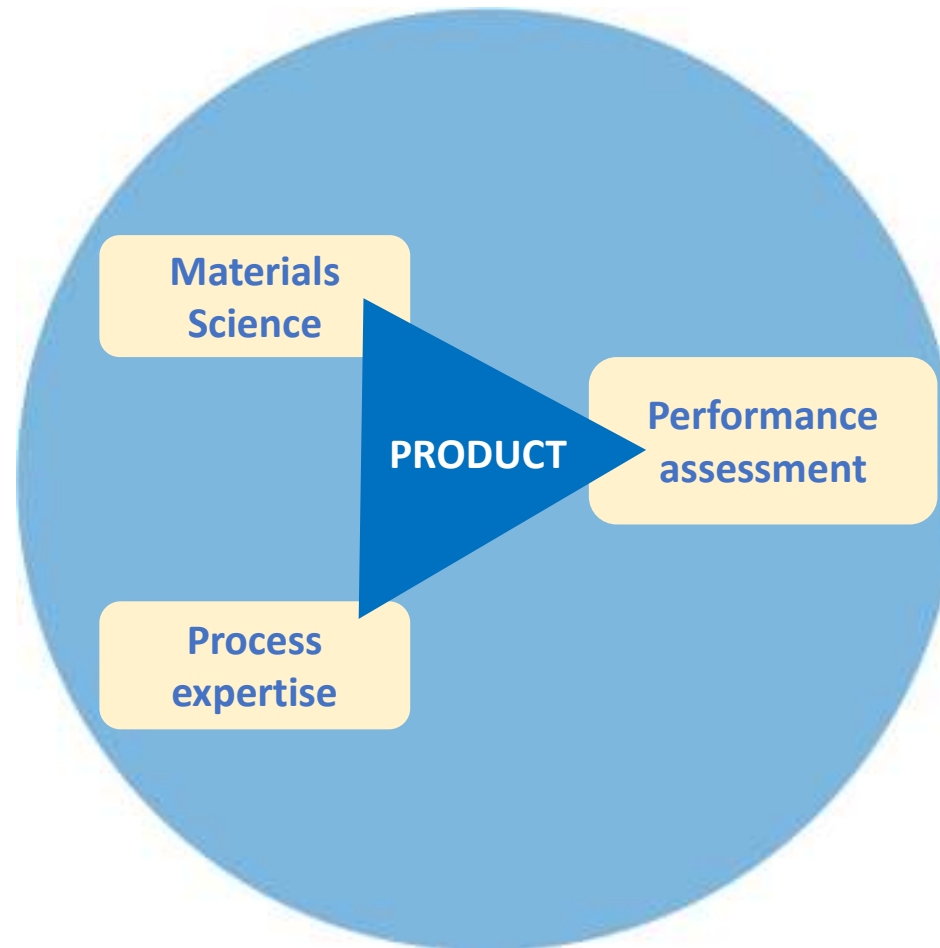 Materials
Science
PRODUCT
Performance
assessment
Process
expertise